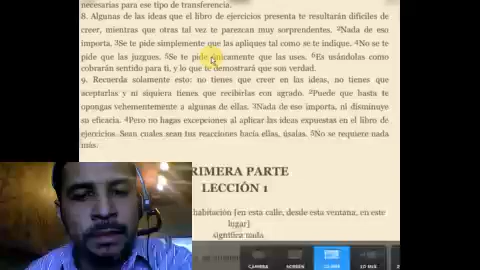 necesarias para ese tipo de transferencia.
8. Algunas de las ideas que el libro de ejercicios presenta te resultarán difíciles de
creer, mientras que otras tal vez te parezcan muy sorprendentes. ²Nada de eso
importa. ³Se te pide simplemente que las apliques tal como se te indique. ⁴No se te
pide que las juzgues. ⁵Se te pide únicamente que las uses. ⁶Es usándolas como
cobrarán sentido para ti, y lo que te demostrará que son verdad.
9. Recuerda solamente esto: no tienes que creer en las ideas, no tienes que
aceptarlas y ni siquiera tienes que recibirlas con agrado. ²Puede que hasta te
opongas vehementemente a algunas de ellas. ³Nada de eso importa, ni disminuye
su eficacia. ⁴Pero no hagas excepciones al aplicar las ideas expuestas en el libro de
ejercicios. Sean cuales sean tus reacciones hacia ellas, úsalas. ⁵No se requiere nada
más.
RIMERA PARTE
LECCIÓN 1
habitación [en esta calle, desde esta ventana, en este
lugar]
significa nada
CAMERA SCREEN